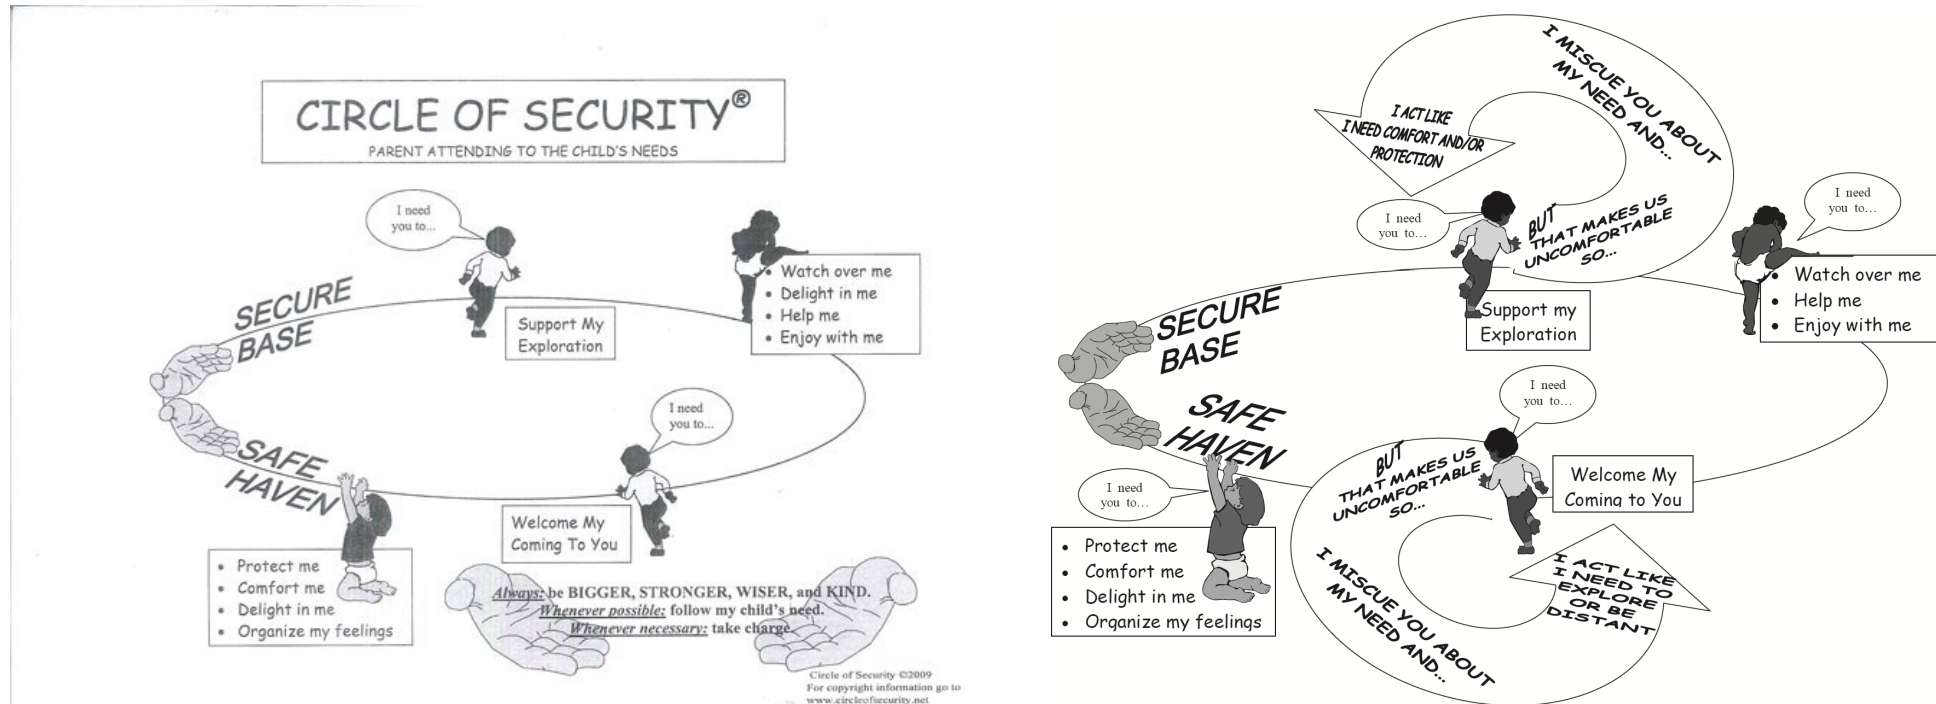 CIRCLE OF SECURITY®
PARENT ATTENDING TO THE CHILD'S NEEDS
I need
you to...
SECURE
BASE
Support My
Exploration
• Watch over me
• Delight in me
• Help me
• Enjoy with me
I need
you to...
SAFE
HAVEN
Welcome My
Coming To You
• Protect me
• Comfort me
• Delight in me
• Organize my feelings
Always: be BIGGER, STRONGER, WISER, and KIND.
Whenever possible: follow my child's need.
Whenever necessary: take charge.
Circle of Security ©2009
For copyright information go to
www.circleofsecurity.net
I MISCUE YOU ABOUT
MY NEED AND...
I ACT LIKE
I NEED COMFORT AND/OR
PROTECTION
I need
you to...
BUT
THAT MAKES US
UNCOMFORTABLE
SO...
I need
you to...
• Watch over me
• Help me
• Enjoy with me
SECURE
BASE
Support my
Exploration
SAFE
HAVEN
I need
you to...
BUT
THAT MAKES US
UNCOMFORTABLE
SO...
Welcome My
Coming to You
I need
you to...
• Protect me
• Comfort me
• Delight in me
• Organize my feelings
I MISCUE YOU ABOUT
MY NEED AND...
I ACT LIKE
I NEED TO
EXPLORE
OR BE
DISTANT